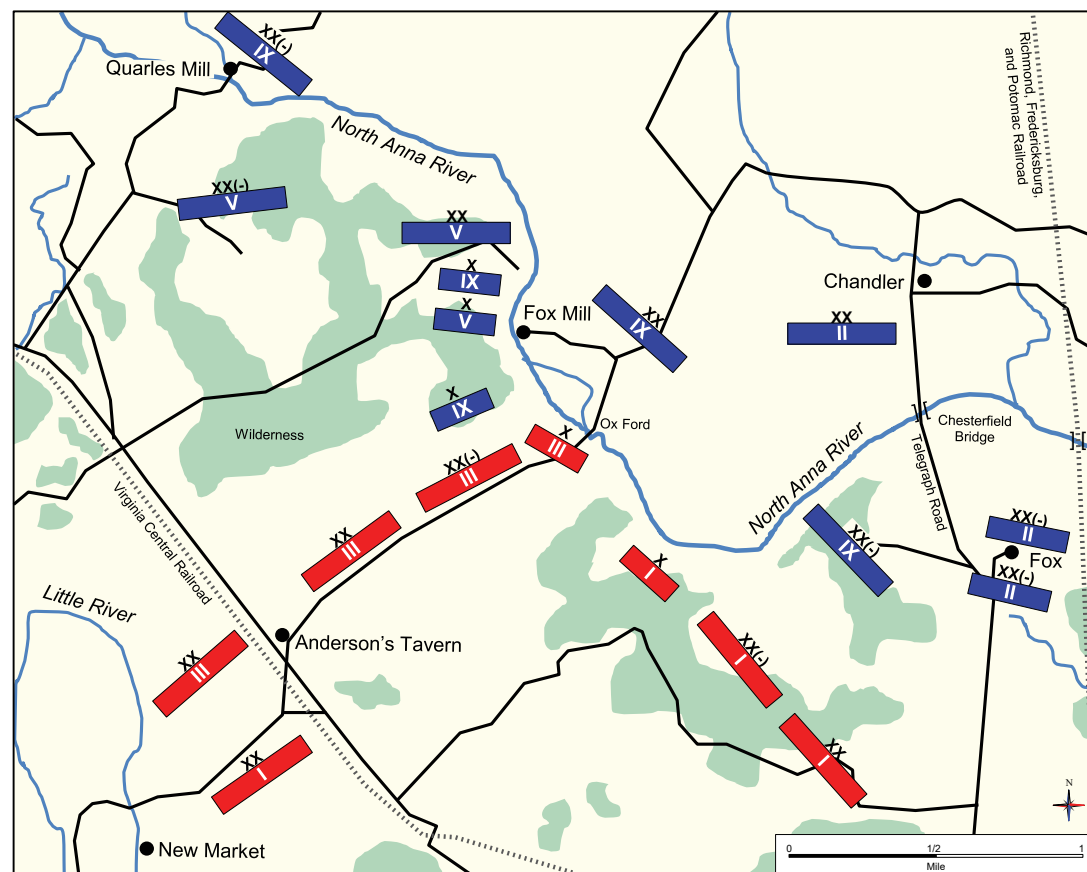 XX(-)
IX
Quarles Mill
North Anna River
Richmond, Fredericksburg,
and Potomac Railroad
XX(-)
V
XX
V
X
IX
X
V
Fox Mill
XX
IX
Chandler
XX
II
X
IX
Wilderness
Ox Ford
X
III
XX(-)
III
XX
III
Chesterfield
Bridge
Telegraph Road
North Anna River
Virginia Central Railroad
XX(-)
IX
XX(-)
II
Fox
XX(-)
II
X
I
Little River
Anderson's Tavern
XX
III
XX(-)
I
XX
I
XX
I
New Market
N
0 1/2 1
Mile